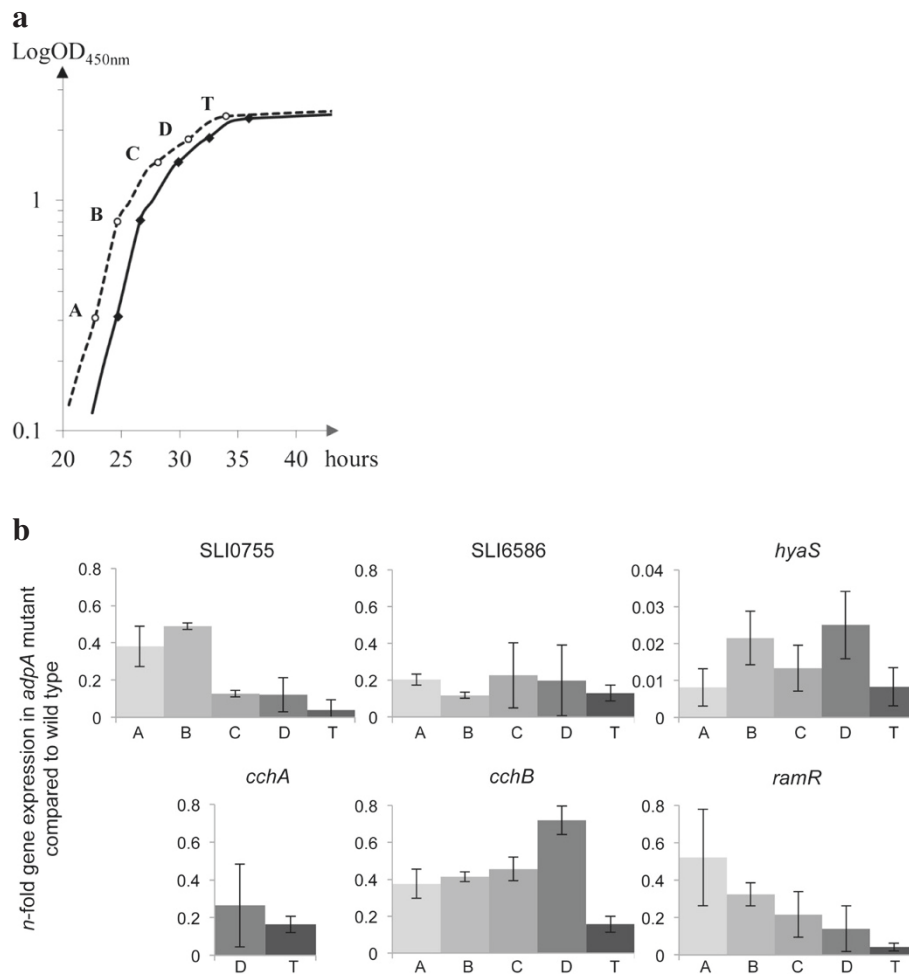 a
LogOD450nm
T
D
C
1
B
A
0.1
20 25 30 35 40 hours
b
n-fold gene expression in adpA mutant
compared to wild type
SLI0755
0.8
0.6
0.4
0.2
0
A B C D T
SLI6586
0.8
0.6
0.4
0.2
0
A B C D T
hyaS
0.04
0.03
0.02
0.01
0
A B C D T
cchA
0.8
0.6
0.4
0.2
0
D T
cchB
0.8
0.6
0.4
0.2
0
A B C D T
ramR
0.8
0.6
0.4
0.2
0
A B C D T